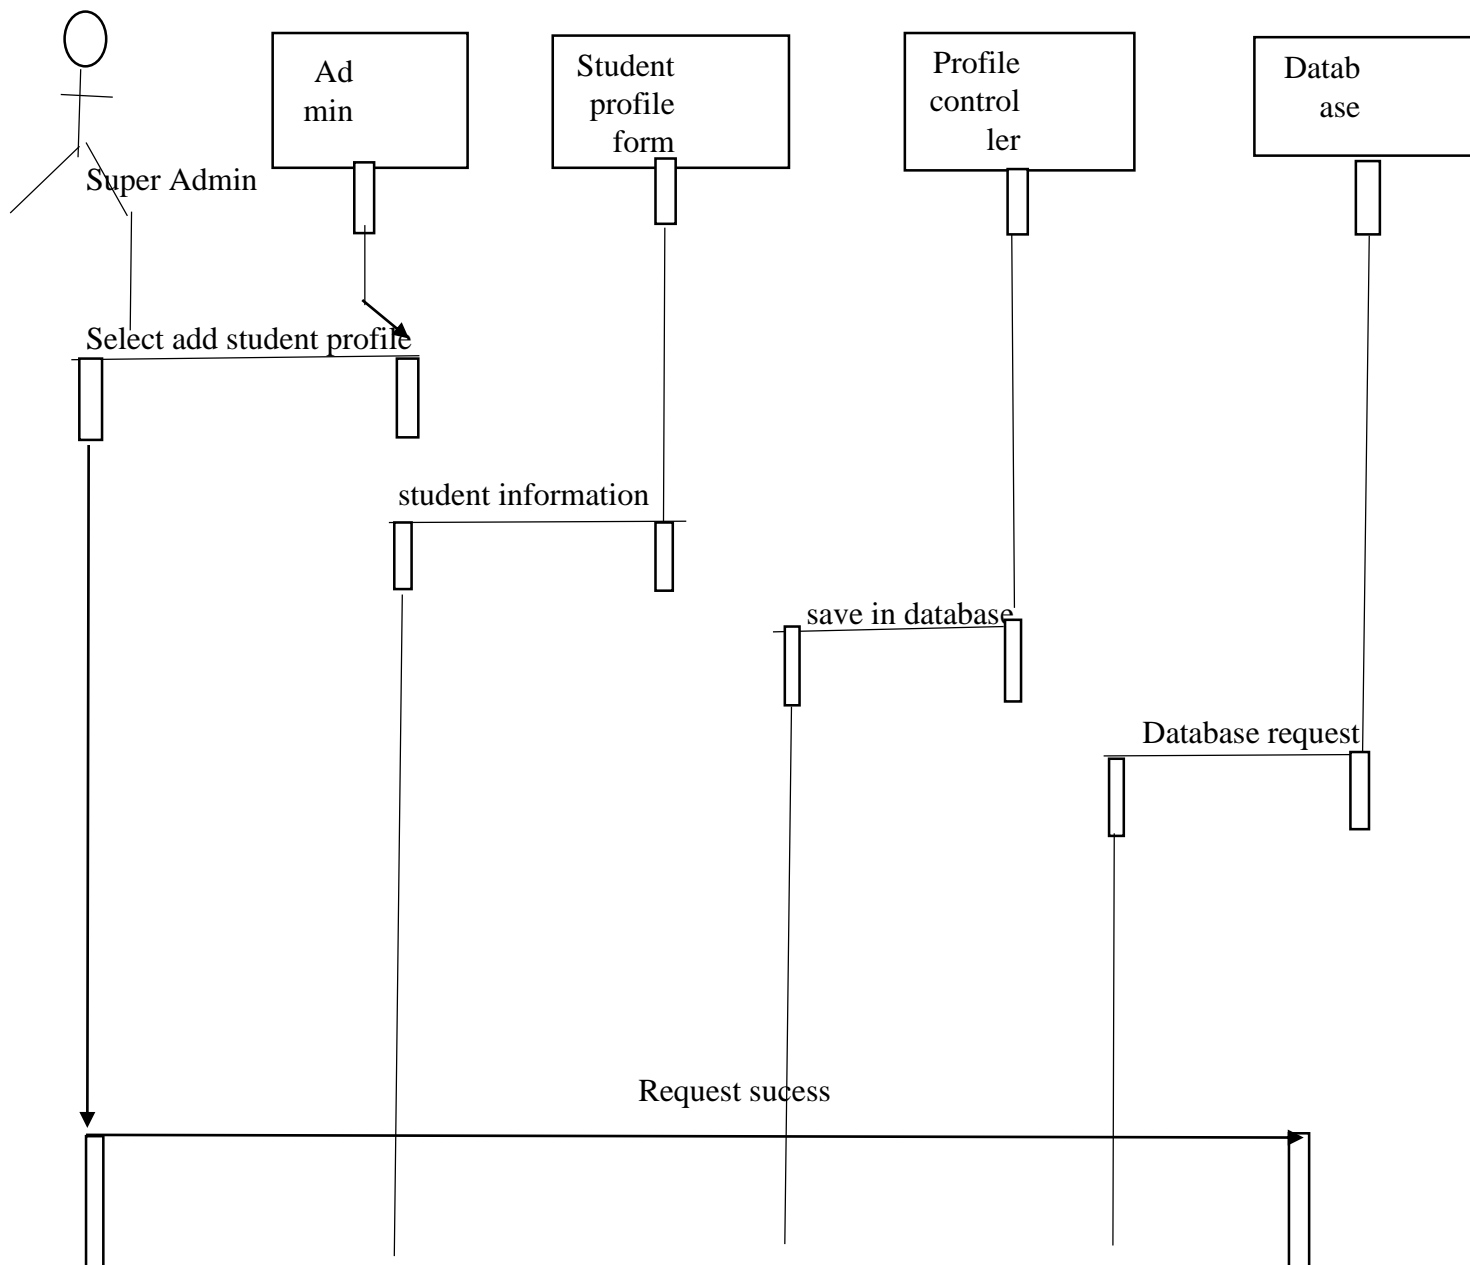 Ad
min
Student
profile
form
Profile
control
ler
Datab
ase
Super Admin
Select add student profile
student information
save in database
Database request
Request sucess